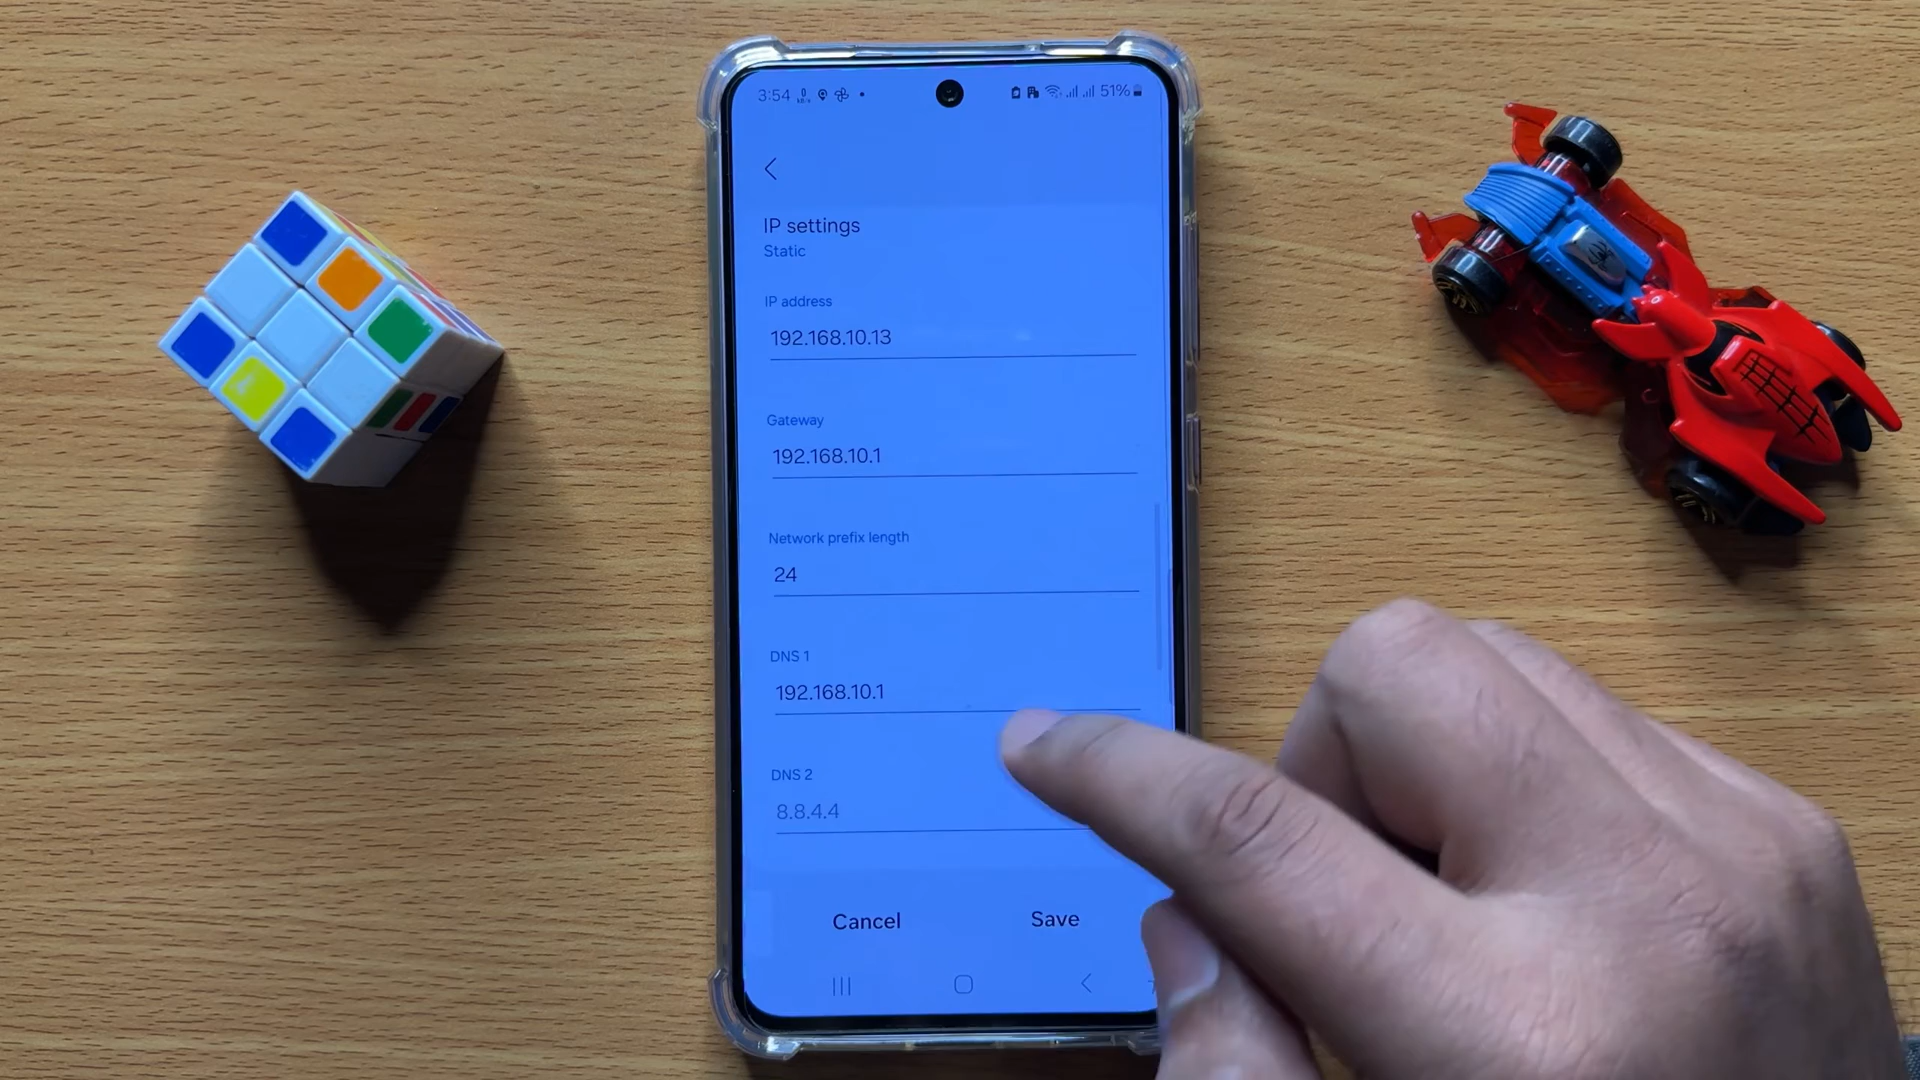 3:54 51%
IP settings
Static
IP address
192.168.10.13
Gateway
192.168.10.1
Network prefix length
24
DNS 1
192.168.10.1
DNS 2
8.8.4.4
Cancel Save